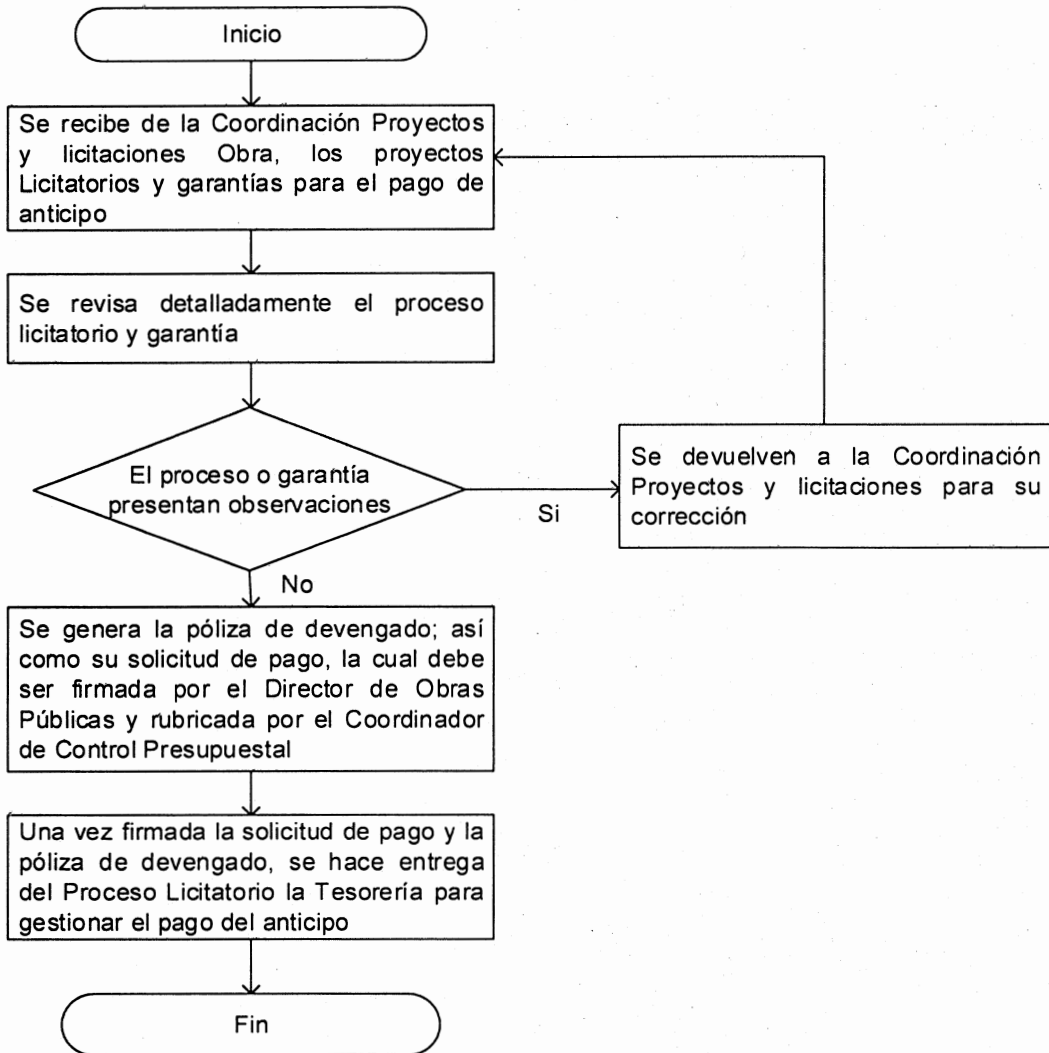 Inicio
Se recibe de la Coordinación Proyectos
y licitaciones Obra, los proyectos
Licitatorios y garantías para el pago de
anticipo
Se revisa detalladamente el proceso
licitatorio y garantía
El proceso o garantía
presentan observaciones
Si
Se devuelven a la Coordinación
Proyectos y licitaciones para su
corrección
No
Se genera la póliza de devengado; así
como su solicitud de pago, la cual debe
ser firmada por el Director de Obras
Públicas y rubricada por el Coordinador
de Control Presupuestal
Una vez firmada la solicitud de pago y la
póliza de devengado, se hace entrega
del Proceso Licitatorio la Tesorería para
gestionar el pago del anticipo
Fin